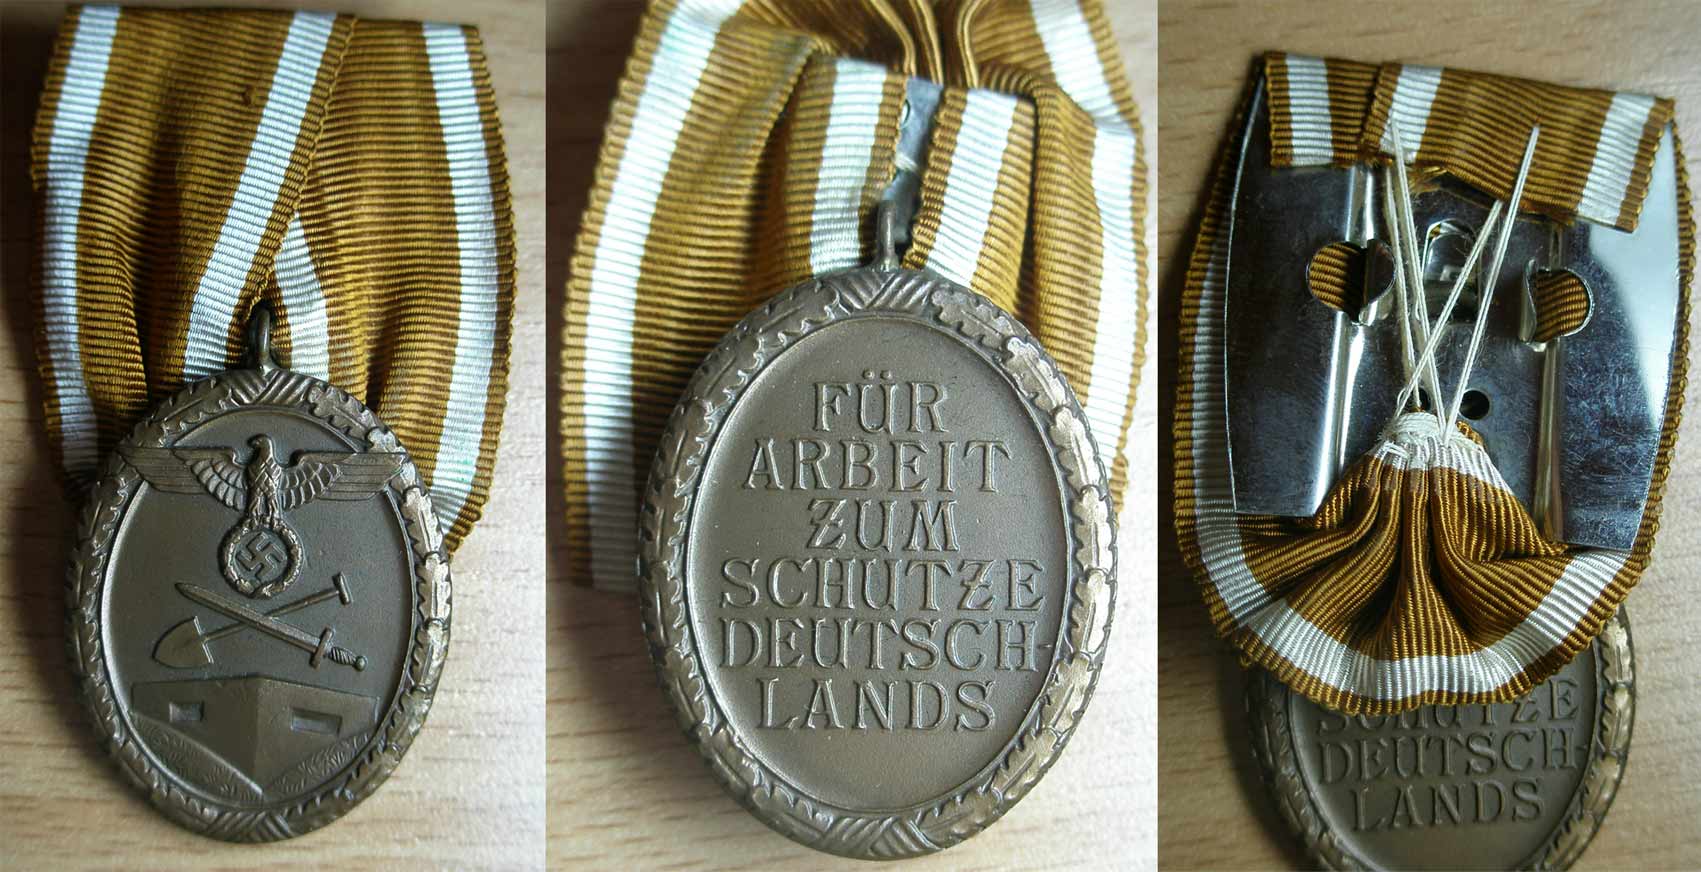 FÜR
ARBEIT
ZUM
SCHUTZE
DEUTSCH-
LANDS
SCHUTZE
DEUTSCH-
LANDS